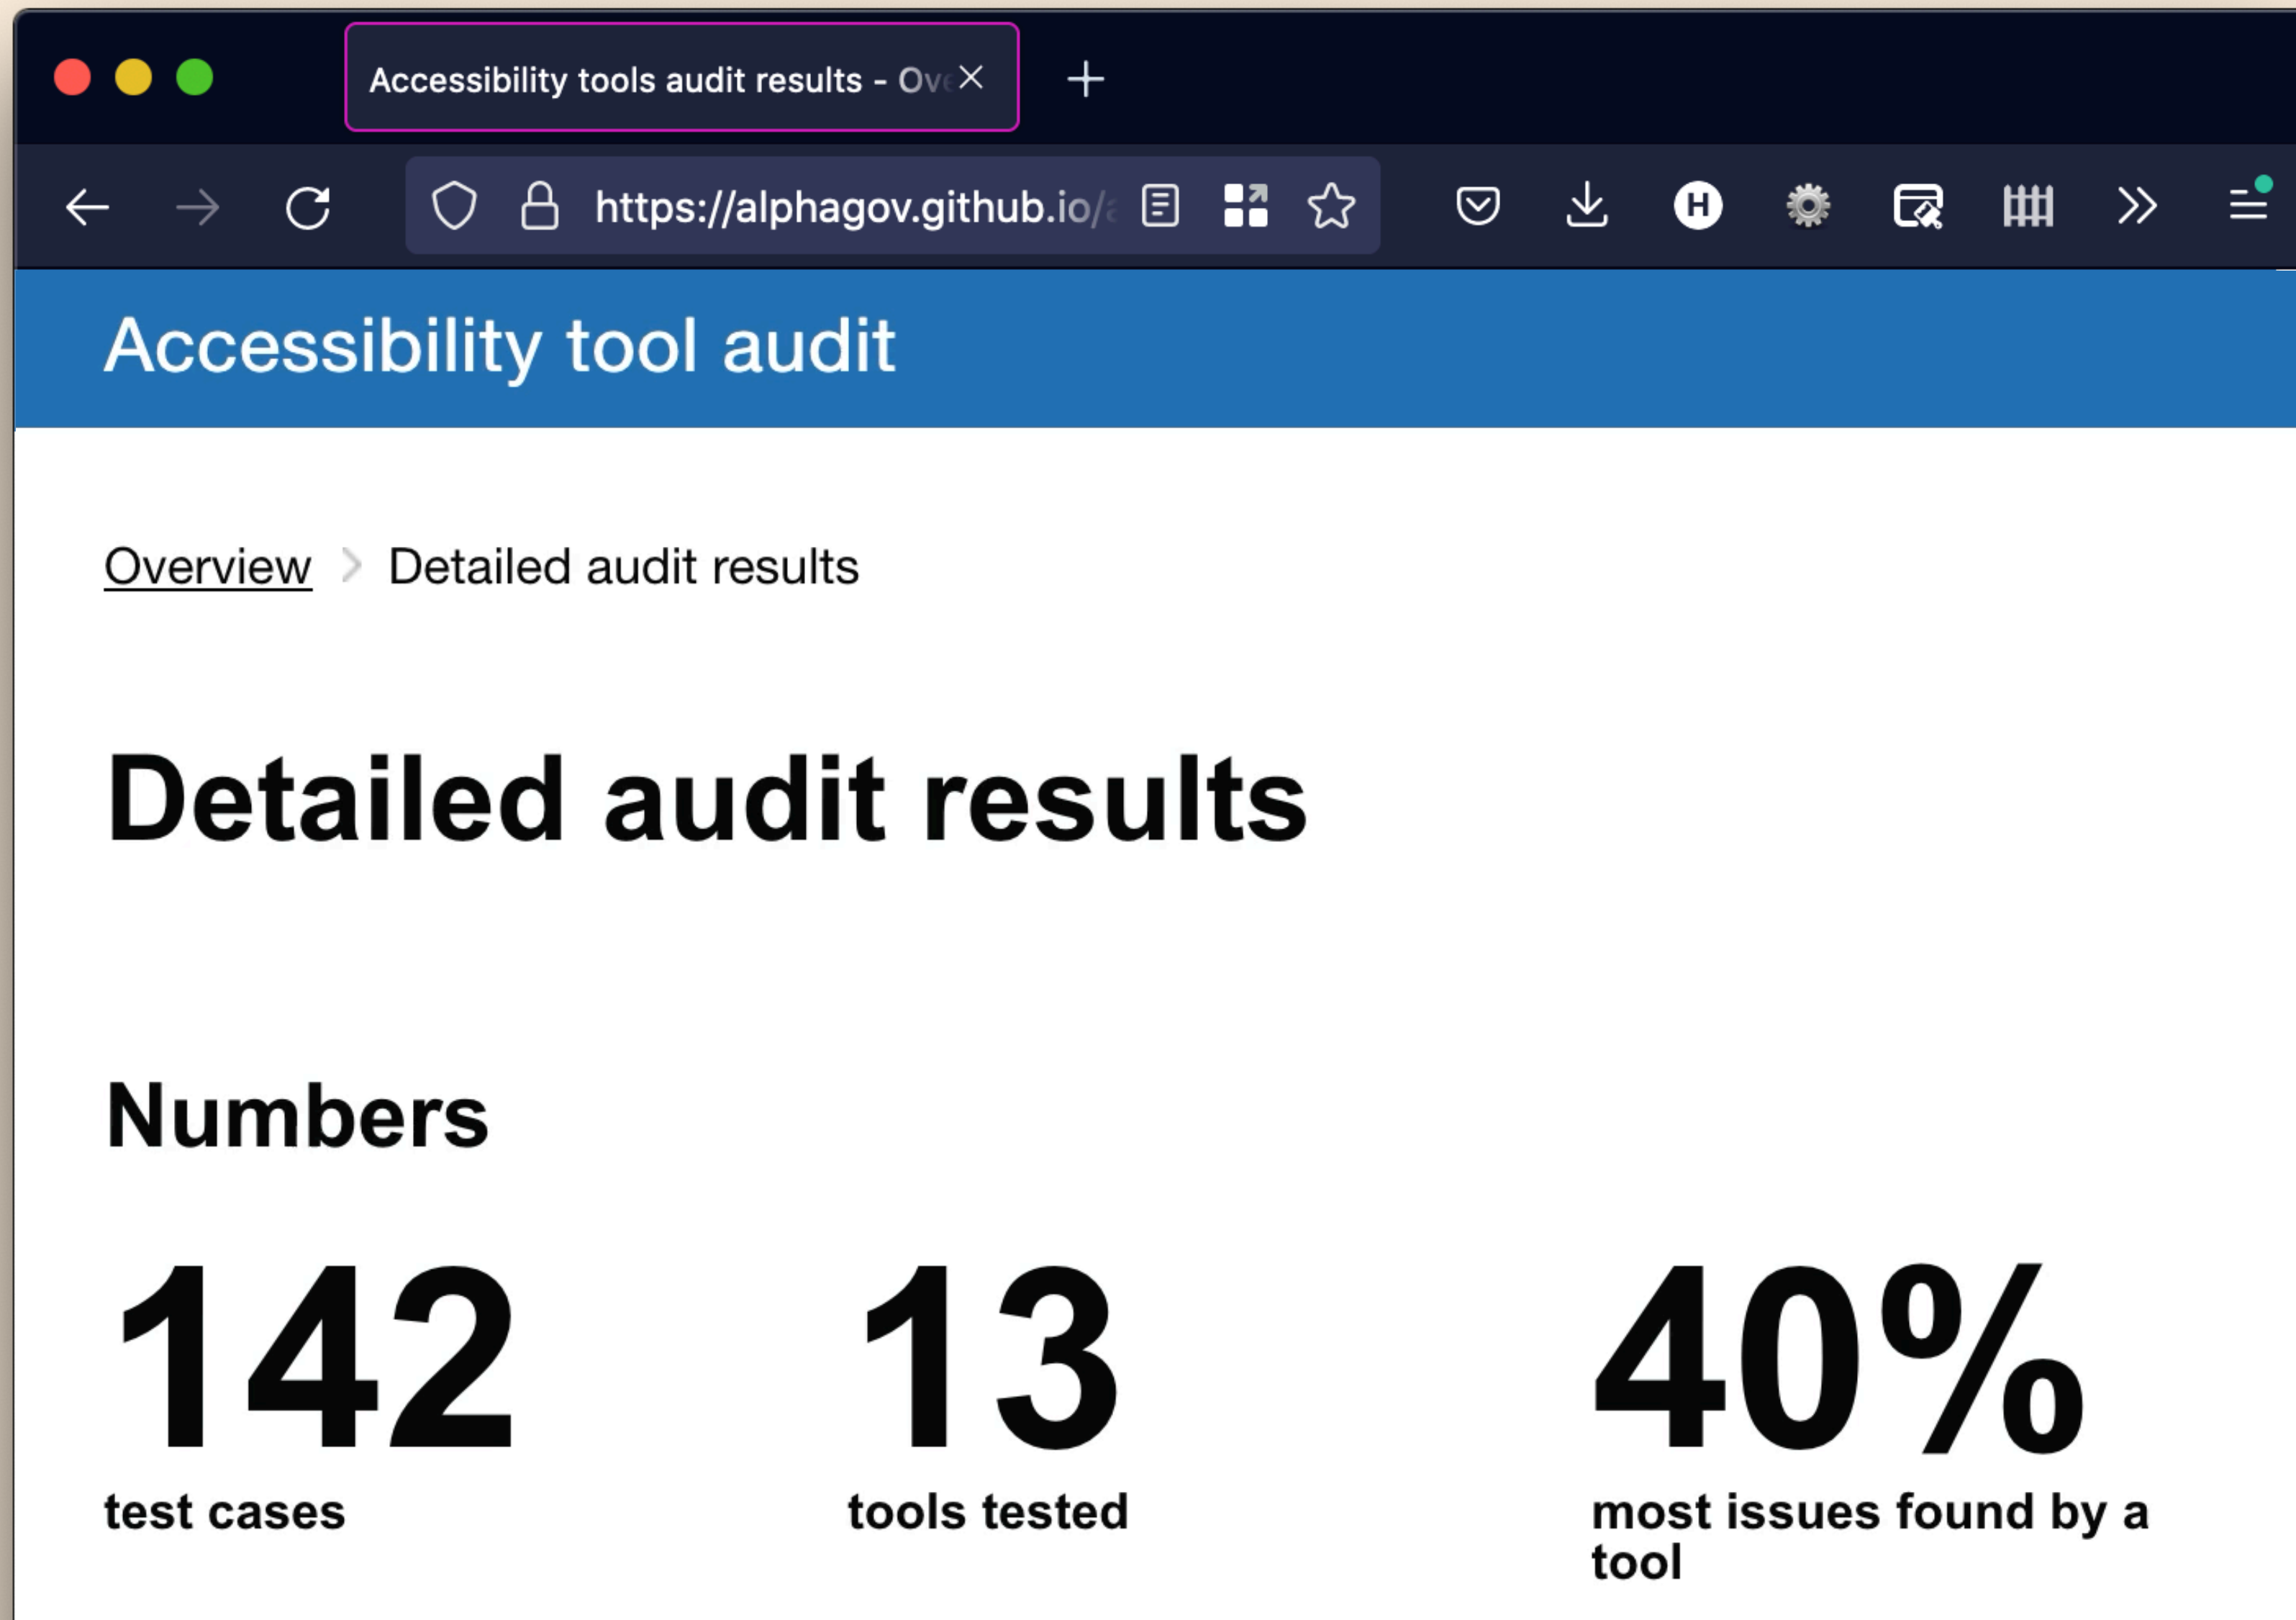 Accessibility tools audit results - Ove
https://alphagov.github.io/a
H
Accessibility tool audit
Overview Detailed audit results
Detailed audit results
Numbers
142 13 40%
test cases tools tested most issues found by a
tool